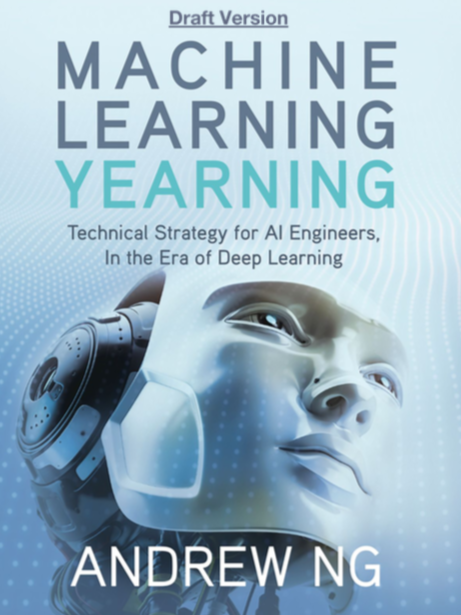 Draft Version
MACHINE
LEARNING
YEARNING
Technical Strategy for AI Engineers,
In the Era of Deep Learning
ANDREW NG